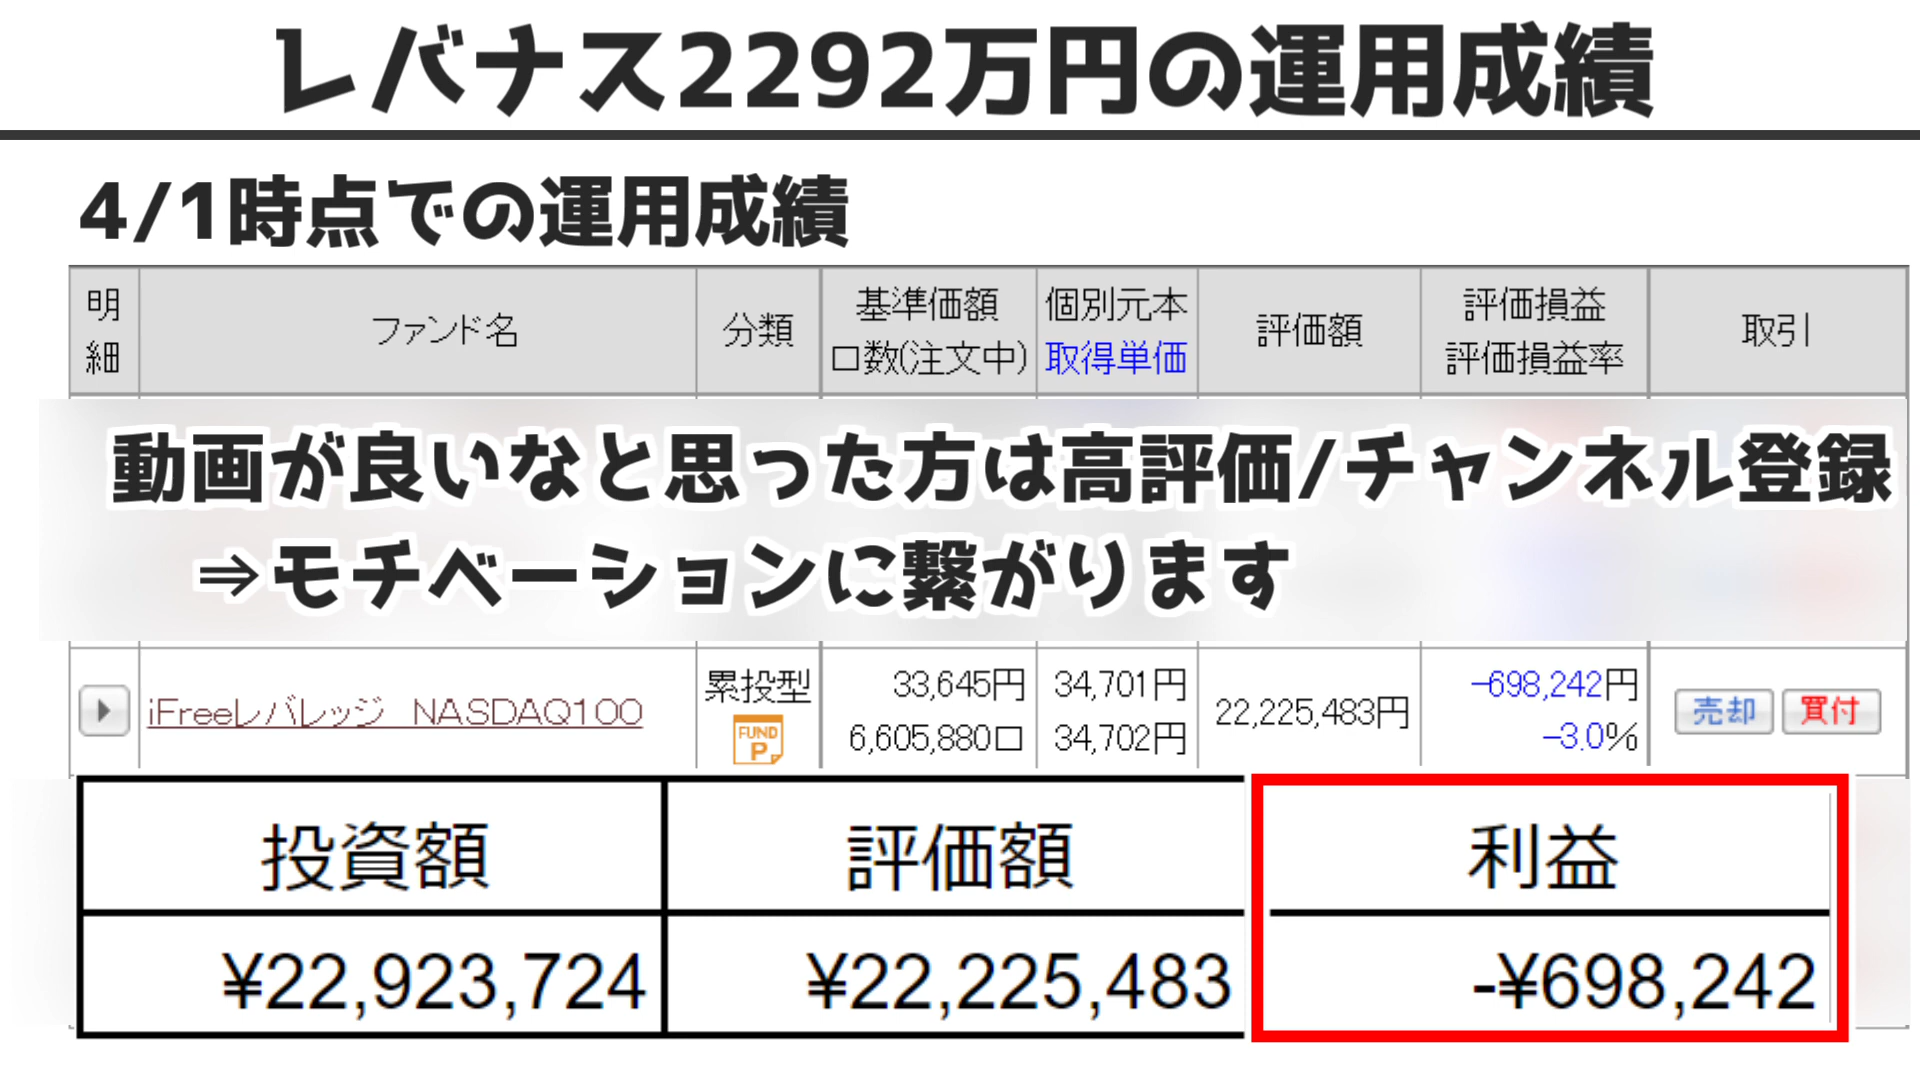 レバナス2292万円の運用成績
4/1時点での運用成績
明細 ファンド名 分類 基準価額 口数(注文中) 個別元本 取得単価 評価額 評価損益 評価損益率 取引
動画が良いなと思った方は高評価/チャンネル登録
⇒モチベーションに繋がります
iFreeレバレッジ NASDAQ100 累投型 FUND P 33,645円 6,605,880口 34,701円 34,702円 22,225,483円 -698,242円 -3.0% 売却 買付
投資額 評価額 利益
¥22,923,724 ¥22,225,483 -¥698,242